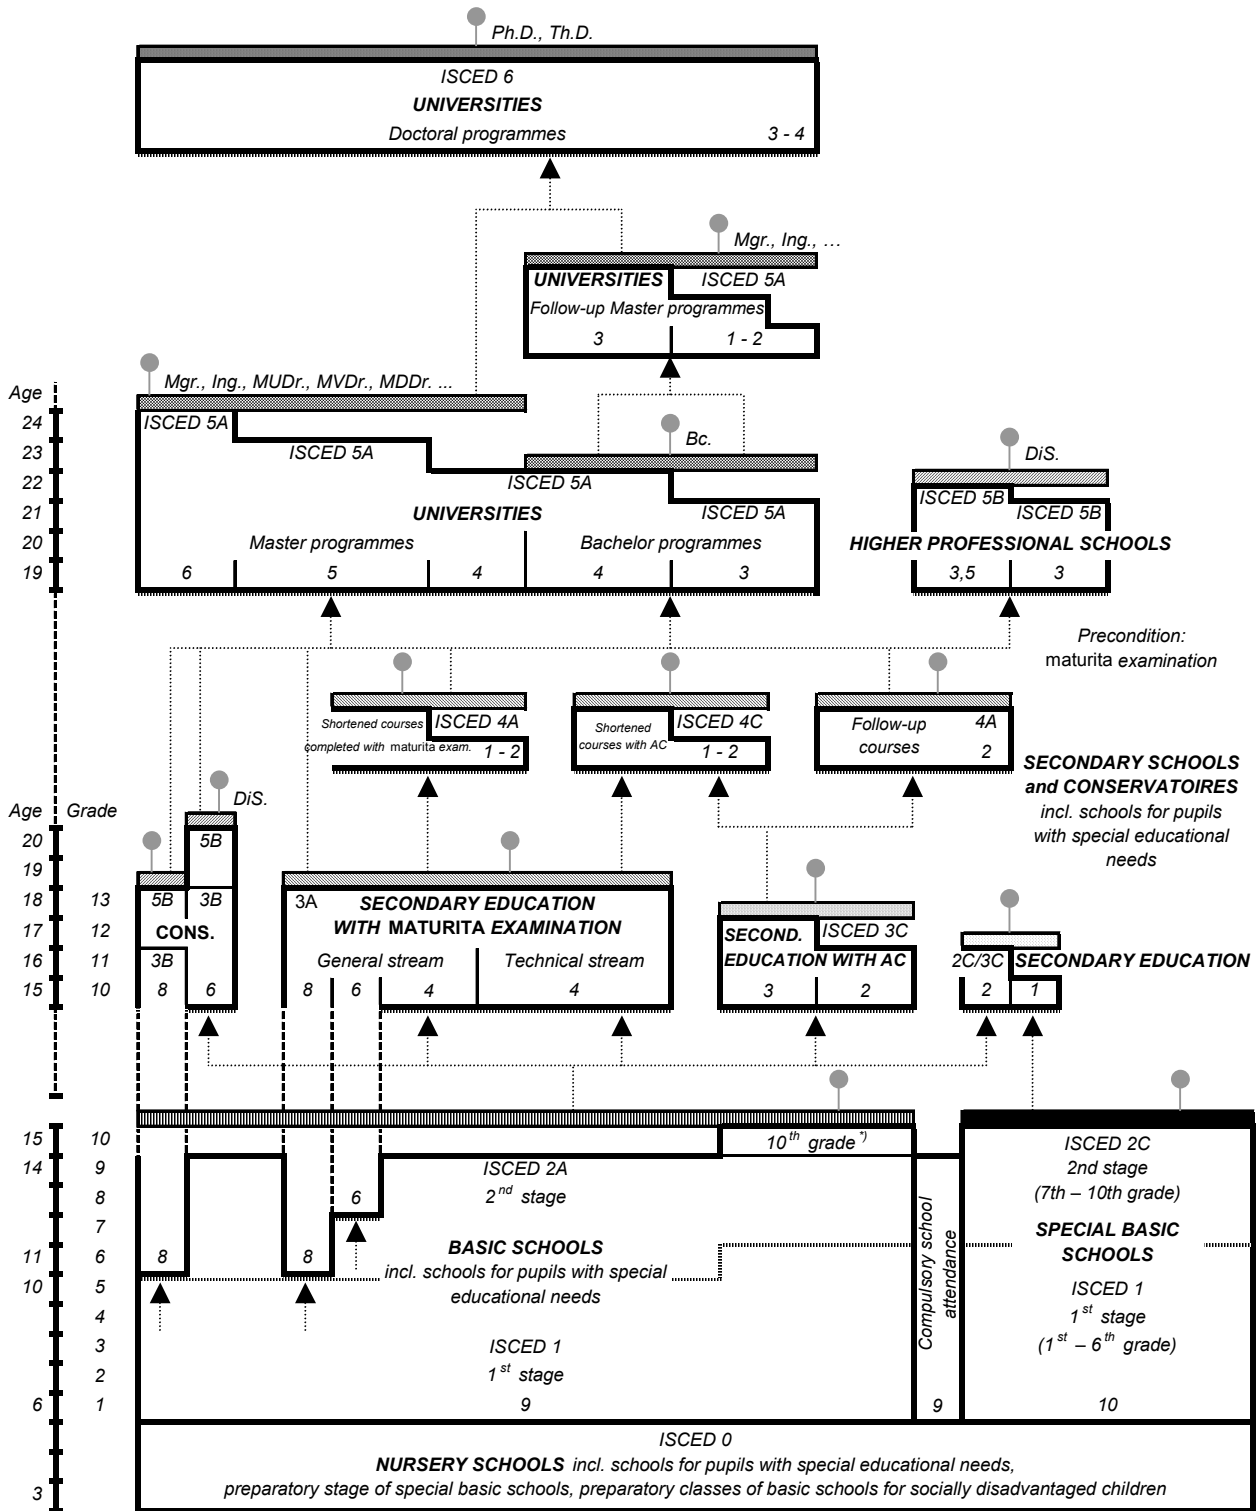 Ph.D., Th.D.
ISCED 6
UNIVERSITIES
Doctoral programmes 3 - 4
Mgr., Ing., …
UNIVERSITIES ISCED 5A
Follow-up Master programmes
3 1 - 2
Mgr., Ing., MUDr., MVDr., MDDr. ...
Age
24 ISCED 5A
23 ISCED 5A Bc. DiS.
22 ISCED 5A ISCED 5B
21 UNIVERSITIES ISCED 5A ISCED 5B
20 Master programmes Bachelor programmes HIGHER PROFESSIONAL SCHOOLS
19 6 5 4 4 3 3,5 3
Precondition:
maturita examination
Shortened courses ISCED 4A
completed with maturita exam. 1 - 2
Shortened ISCED 4C
courses with AC 1 - 2
Follow-up 4A
courses 2
SECONDARY SCHOOLS
and CONSERVATOIRES
incl. schools for pupils
with special educational
needs
DiS.
Age Grade
20 5B
19
18 13 5B 3B 3A SECONDARY EDUCATION
17 12 CONS. WITH MATURITA EXAMINATION SECOND. ISCED 3C
16 11 3B General stream Technical stream EDUCATION WITH AC 2C/3C SECONDARY EDUCATION
15 10 8 6 8 6 4 4 3 2 2 1
15 10 10th grade *) ISCED 2C
14 9 ISCED 2A 2nd stage
8 6 2nd stage (7th – 10th grade)
7
11 6 8 8 BASIC SCHOOLS SPECIAL BASIC
SCHOOLS
10 5 incl. schools for pupils with special
educational needs
Compulsory school
attendance
ISCED 1
4 1st stage
3 ISCED 1 (1st – 6th grade)
2 1st stage
6 1 9 9 10
ISCED 0
NURSERY SCHOOLS incl. schools for pupils with special educational needs,
3 preparatory stage of special basic schools, preparatory classes of basic schools for socially disadvantaged children